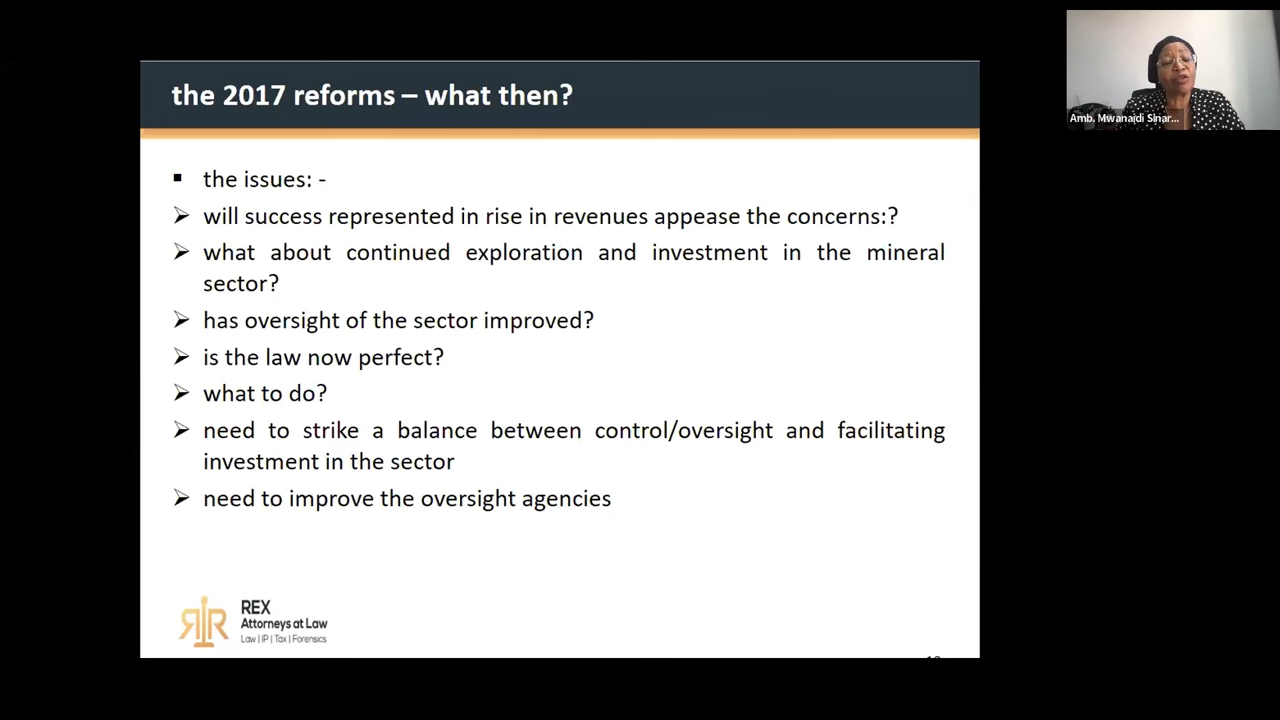 the 2017 reforms – what then?
▪ the issues: -
➢ will success represented in rise in revenues appease the concerns:?
➢ what about continued exploration and investment in the mineral
sector?
➢ has oversight of the sector improved?
➢ is the law now perfect?
➢ what to do?
➢ need to strike a balance between control/oversight and facilitating
investment in the sector
➢ need to improve the oversight agencies
REX
Attorneys at Law
Law | IP | Tax | Forensics
Amb. Mwanaidi Sinar...